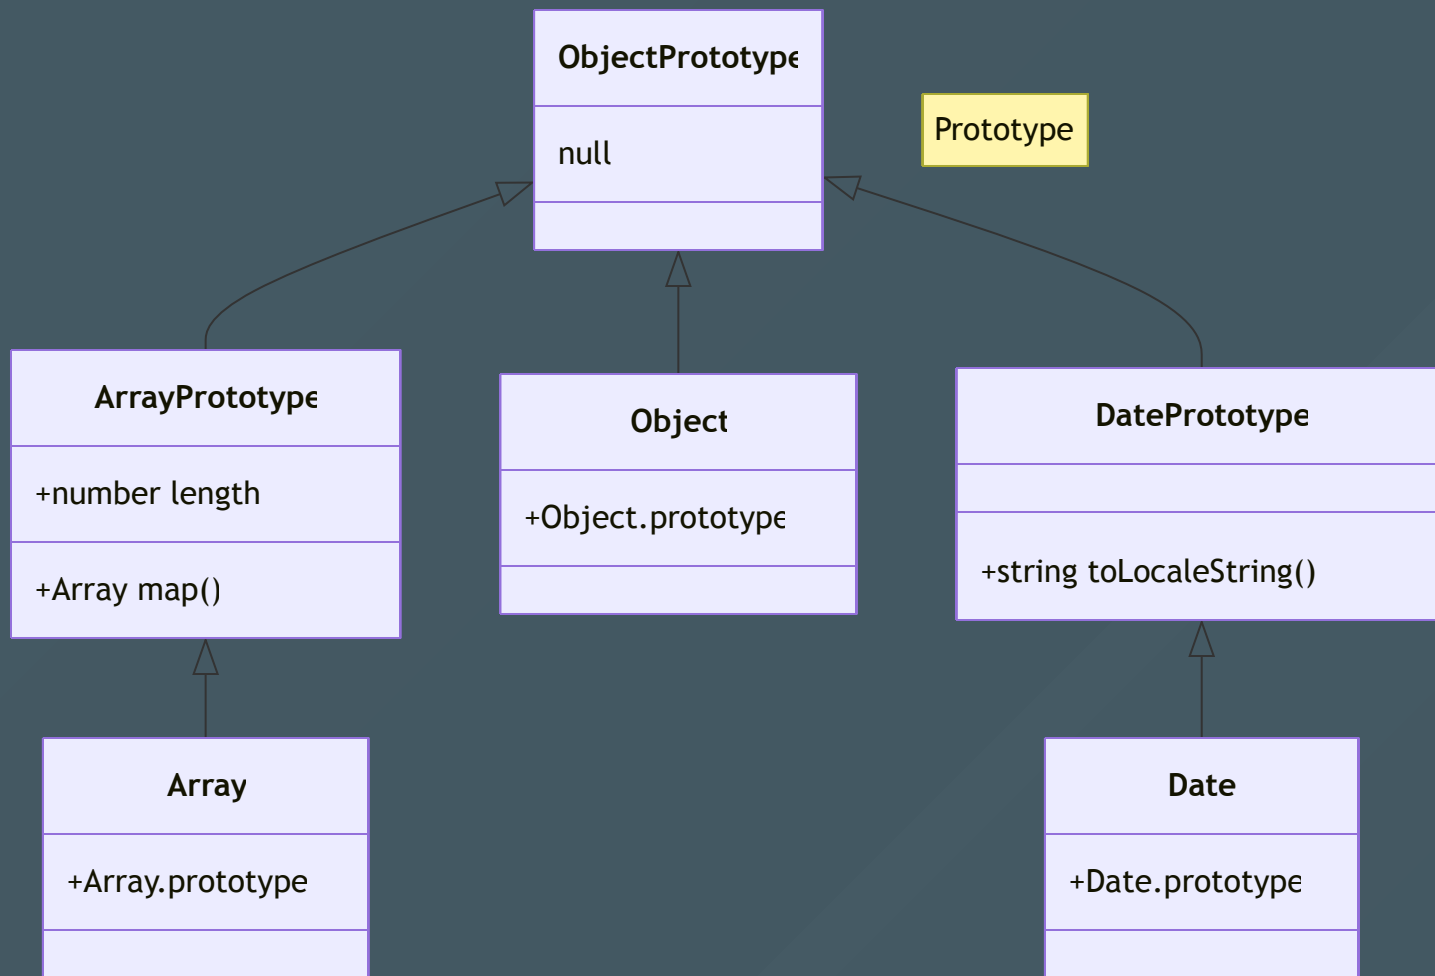 ObjectPrototype
null
Prototype
ArrayPrototype
+number length
+Array map()
Object
+Object.prototype
DatePrototype
+string toLocaleString()
Array
+Array.prototype
Date
+Date.prototype